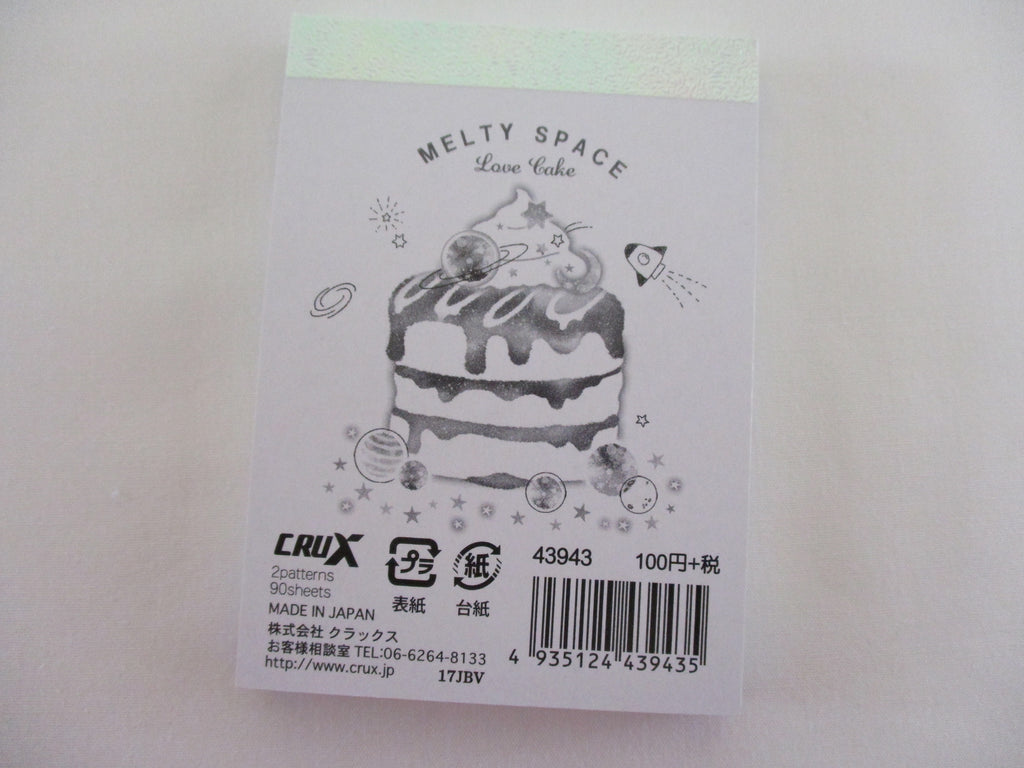 MELTY SPACE
Love Cake
CRUX
2patterns
90sheets
MADE IN JAPAN
プラ
表紙
紙
台紙
43943
100円+税
株式会社 クラックス
お客様相談室 TEL:06-6264-8133
http://www.crux.jp
17JBV
4 935124 439435